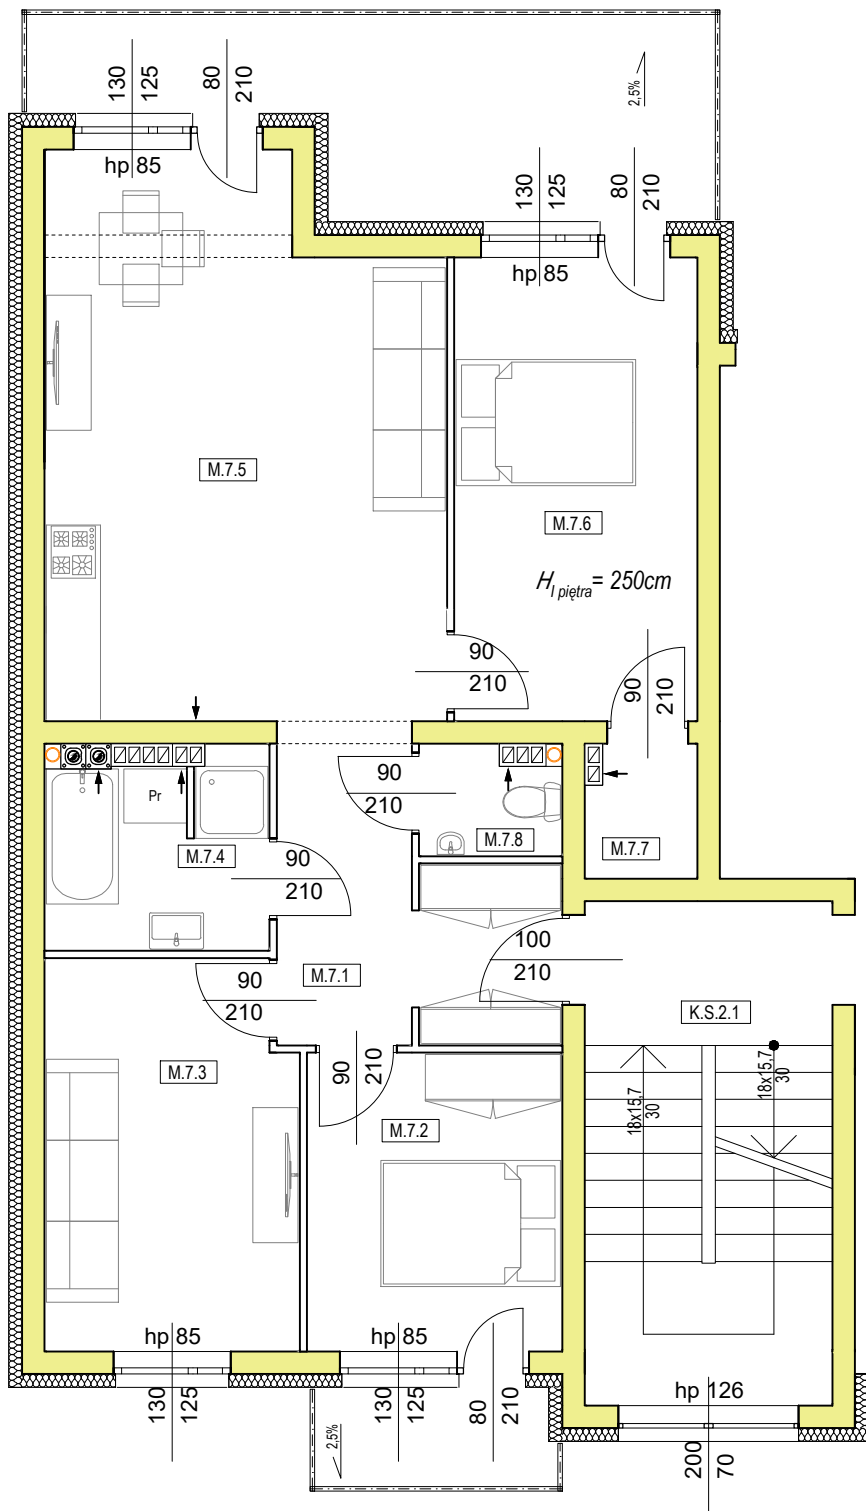 130
125
80
210
2,5%
hp 85
130
125
80
210
hp 85
M.7.5
M.7.6
H I piętra = 250cm
90
210
90
210
90
210
Pr
M.7.8
M.7.7
M.7.4
90
210
100
210
M.7.1
90
210
K.S.2.1
M.7.3
90
210
18x15,7
30
18x15,7
30
M.7.2
hp 85
hp 85
130
125
130
125
80
210
2,5%
hp 126
200
70